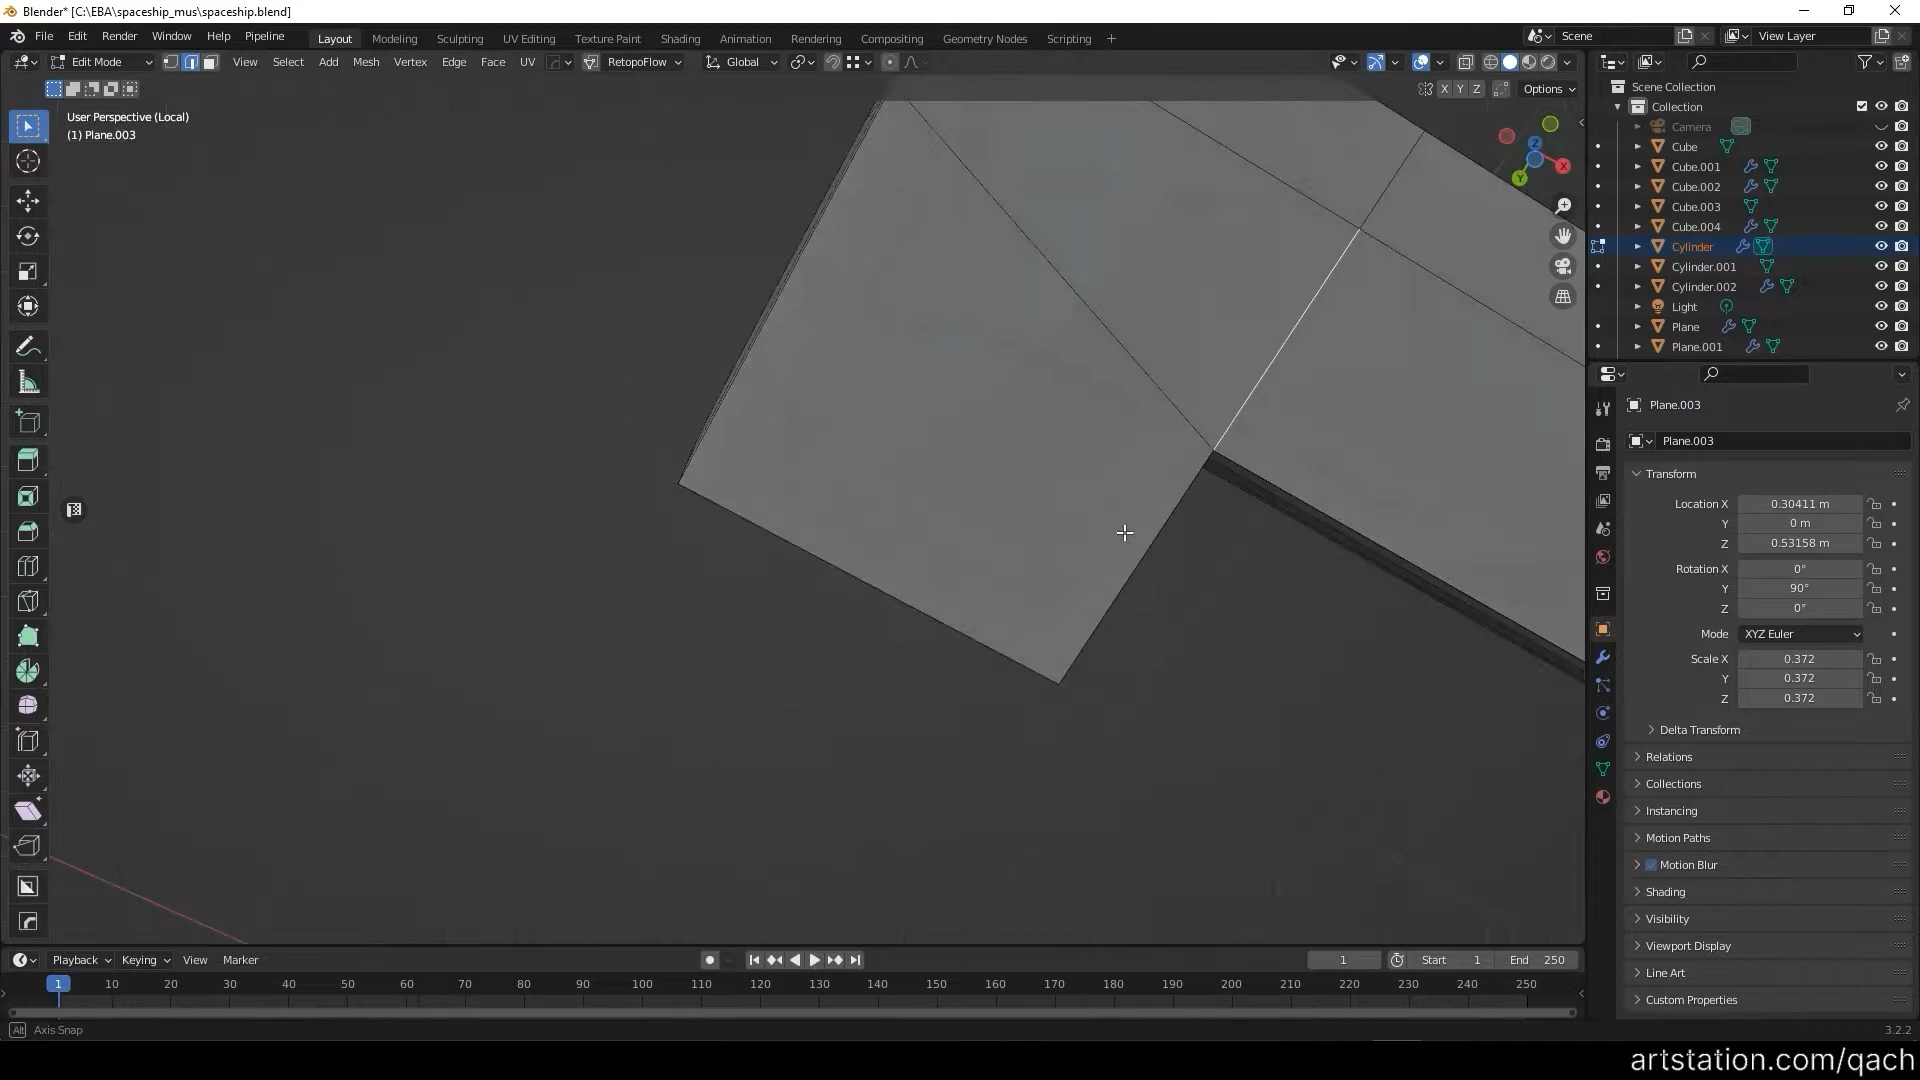 Blender* [C:\EBA\spaceship_mus\spaceship.blend]
File Edit Render Window Help Pipeline Layout Modeling Sculpting UV Editing Texture Paint Shading Animation Rendering Compositing Geometry Nodes Scripting + Scene View Layer
Edit Mode View Select Add Mesh Vertex Edge Face UV RetopoFlow Global
X Y Z Options
User Perspective (Local)
(1) Plane.003
Z
X
Y
Scene Collection
Collection
Camera
Cube
Cube.001
Cube.002
Cube.003
Cube.004
Cylinder
Cylinder.001
Cylinder.002
Light
Plane
Plane.001
Plane.003
Plane.003
Transform
Location X 0.30411 m
Y 0 m
Z 0.53158 m
Rotation X 0°
Y 90°
Z 0°
Mode XYZ Euler
Scale X 0.372
Y 0.372
Z 0.372
Delta Transform
Relations
Collections
Instancing
Motion Paths
Motion Blur
Shading
Visibility
Viewport Display
Line Art
Custom Properties
Playback Keying View Marker 1 Start 1 End 250
1 10 20 30 40 50 60 70 80 90 100 110 120 130 140 150 160 170 180 190 200 210 220 230 240 250
Alt Axis Snap 3.2.2
artstation.com/qach